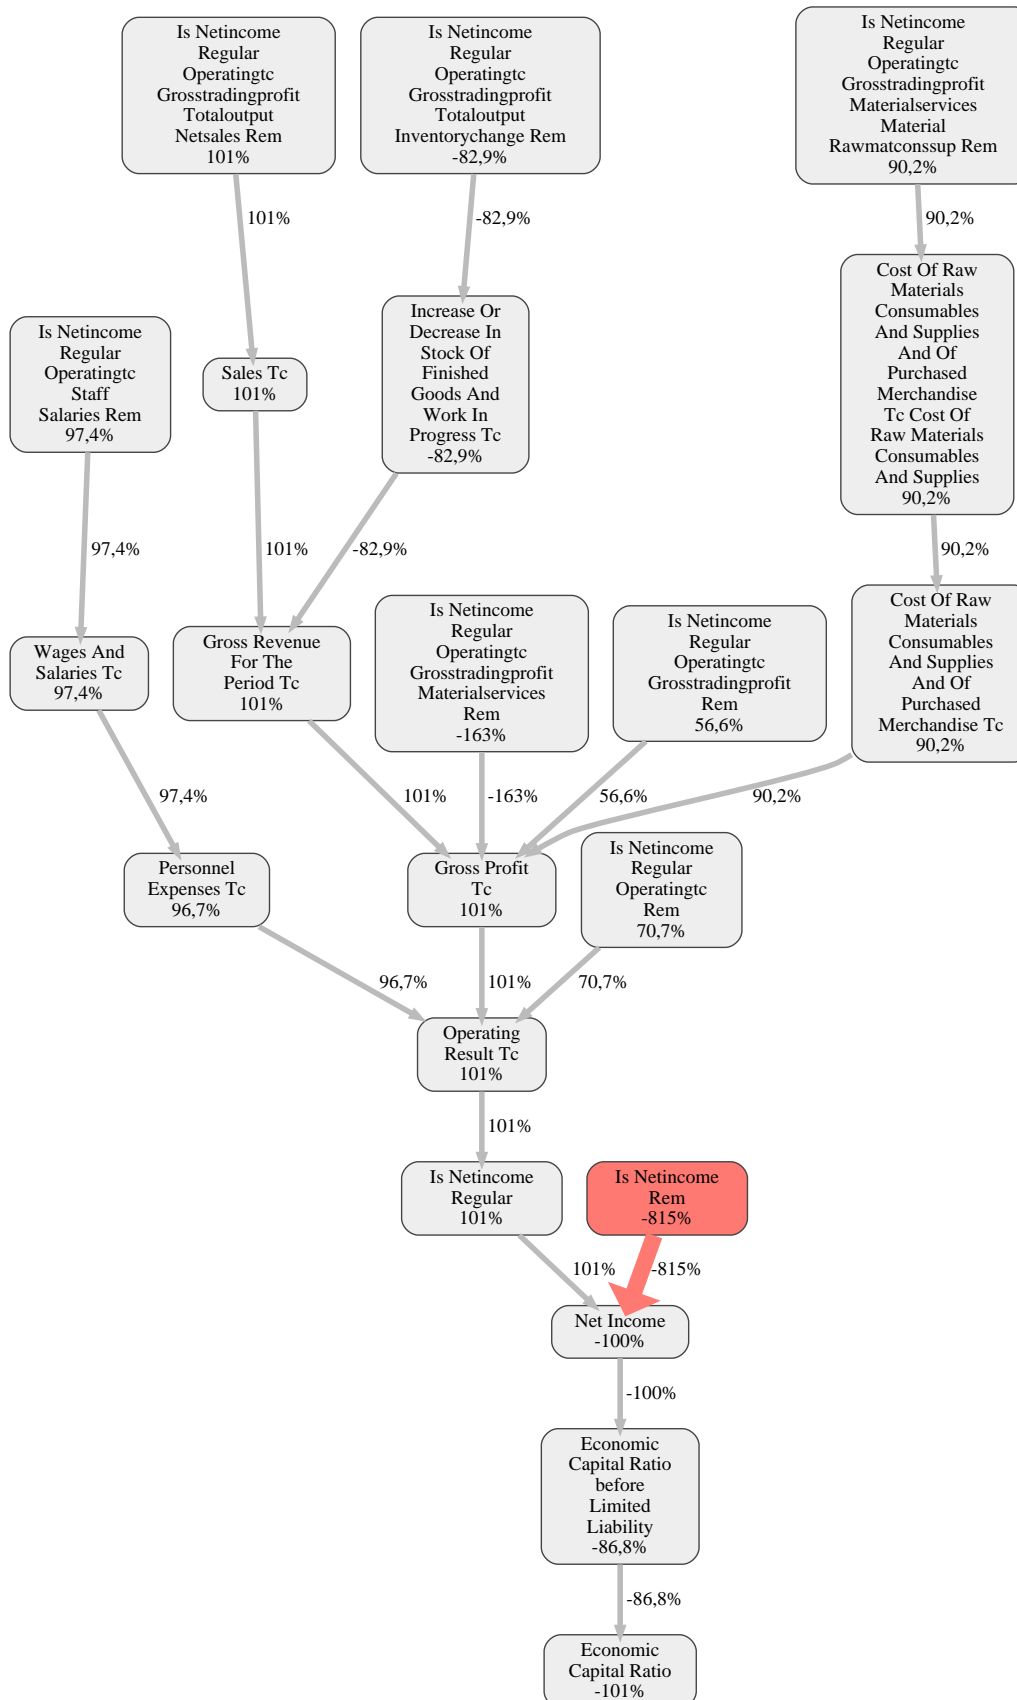 Is Netincome
Regular
Operatingtc
Grosstradingprofit
Totaloutput
Netsales Rem
101%
Is Netincome
Regular
Operatingtc
Grosstradingprofit
Totaloutput
Inventorychange Rem
-82,9%
Is Netincome
Regular
Operatingtc
Grosstradingprofit
Materialservices
Material
Rawmatconssup Rem
90,2%
101%
-82,9%
90,2%
Is Netincome
Regular
Operatingtc
Staff
Salaries Rem
97,4%
Sales Tc
101%
Increase Or
Decrease In
Stock Of
Finished
Goods And
Work In
Progress Tc
-82,9%
Cost Of Raw
Materials
Consumables
And Supplies
And Of
Purchased
Merchandise
Tc Cost Of
Raw Materials
Consumables
And Supplies
90,2%
97,4%
101%
-82,9%
90,2%
Wages And
Salaries Tc
97,4%
Gross Revenue
For The
Period Tc
101%
Is Netincome
Regular
Operatingtc
Grosstradingprofit
Materialservices
Rem
-163%
Is Netincome
Regular
Operatingtc
Grosstradingprofit
Rem
56,6%
Cost Of Raw
Materials
Consumables
And Supplies
And Of
Purchased
Merchandise Tc
90,2%
97,4%
101%
-163%
56,6%
90,2%
Personnel
Expenses Tc
96,7%
Gross Profit
Tc
101%
Is Netincome
Regular
Operatingtc
Rem
70,7%
96,7%
101%
70,7%
Operating
Result Tc
101%
101%
Is Netincome
Regular
101%
Is Netincome
Rem
-815%
101%
-815%
Net Income
-100%
-100%
Economic
Capital Ratio
before
Limited
Liability
-86,8%
-86,8%
Economic
Capital Ratio
-101%